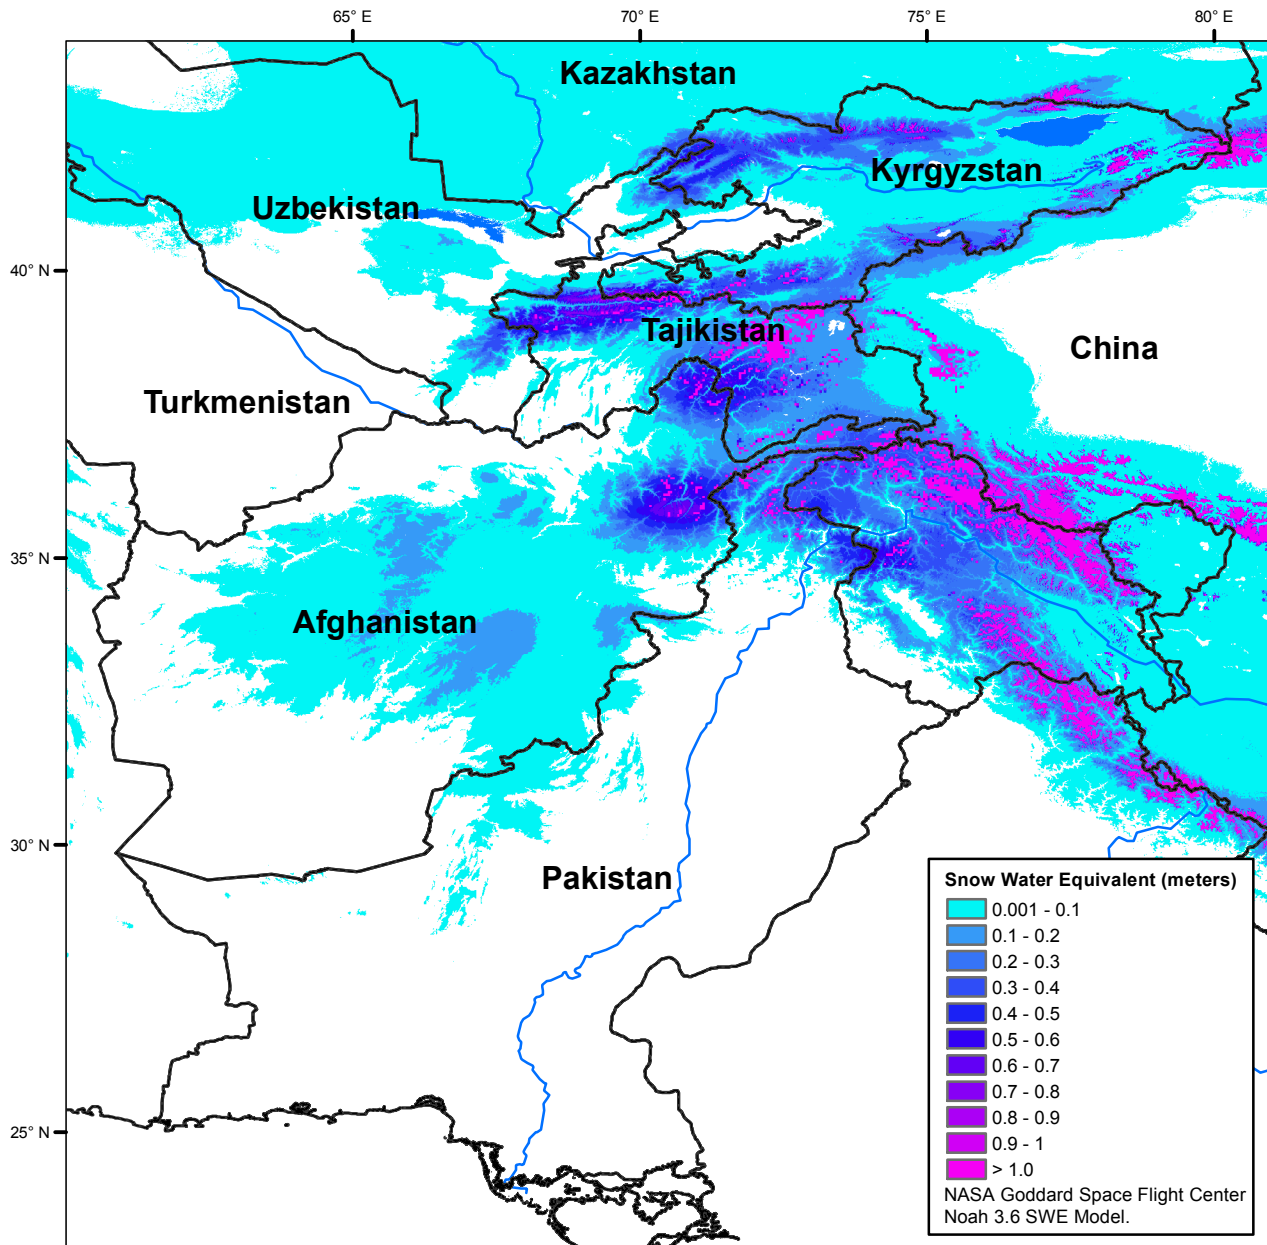 65° E
70° E
75° E
80° E
Kazakhstan
Kyrgyzstan
Uzbekistan
40° N
Tajikistan
China
Turkmenistan
35° N
Afghanistan
30° N
Pakistan
25° N
Snow Water Equivalent (meters)
0.001 - 0.1
0.1 - 0.2
0.2 - 0.3
0.3 - 0.4
0.4 - 0.5
0.5 - 0.6
0.6 - 0.7
0.7 - 0.8
0.8 - 0.9
0.9 - 1
> 1.0
NASA Goddard Space Flight Center
Noah 3.6 SWE Model.